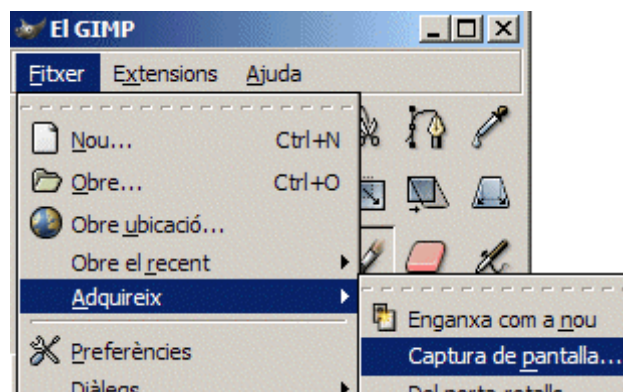 El GIMP
Fitxer Extensions Ajuda
Nou... Ctrl+N
Obre... Ctrl+O
Obre ubicació...
Obre el recent
Adquireix
Enganxa com a nou
Preferències
Captura de pantalla...
Diàlegs